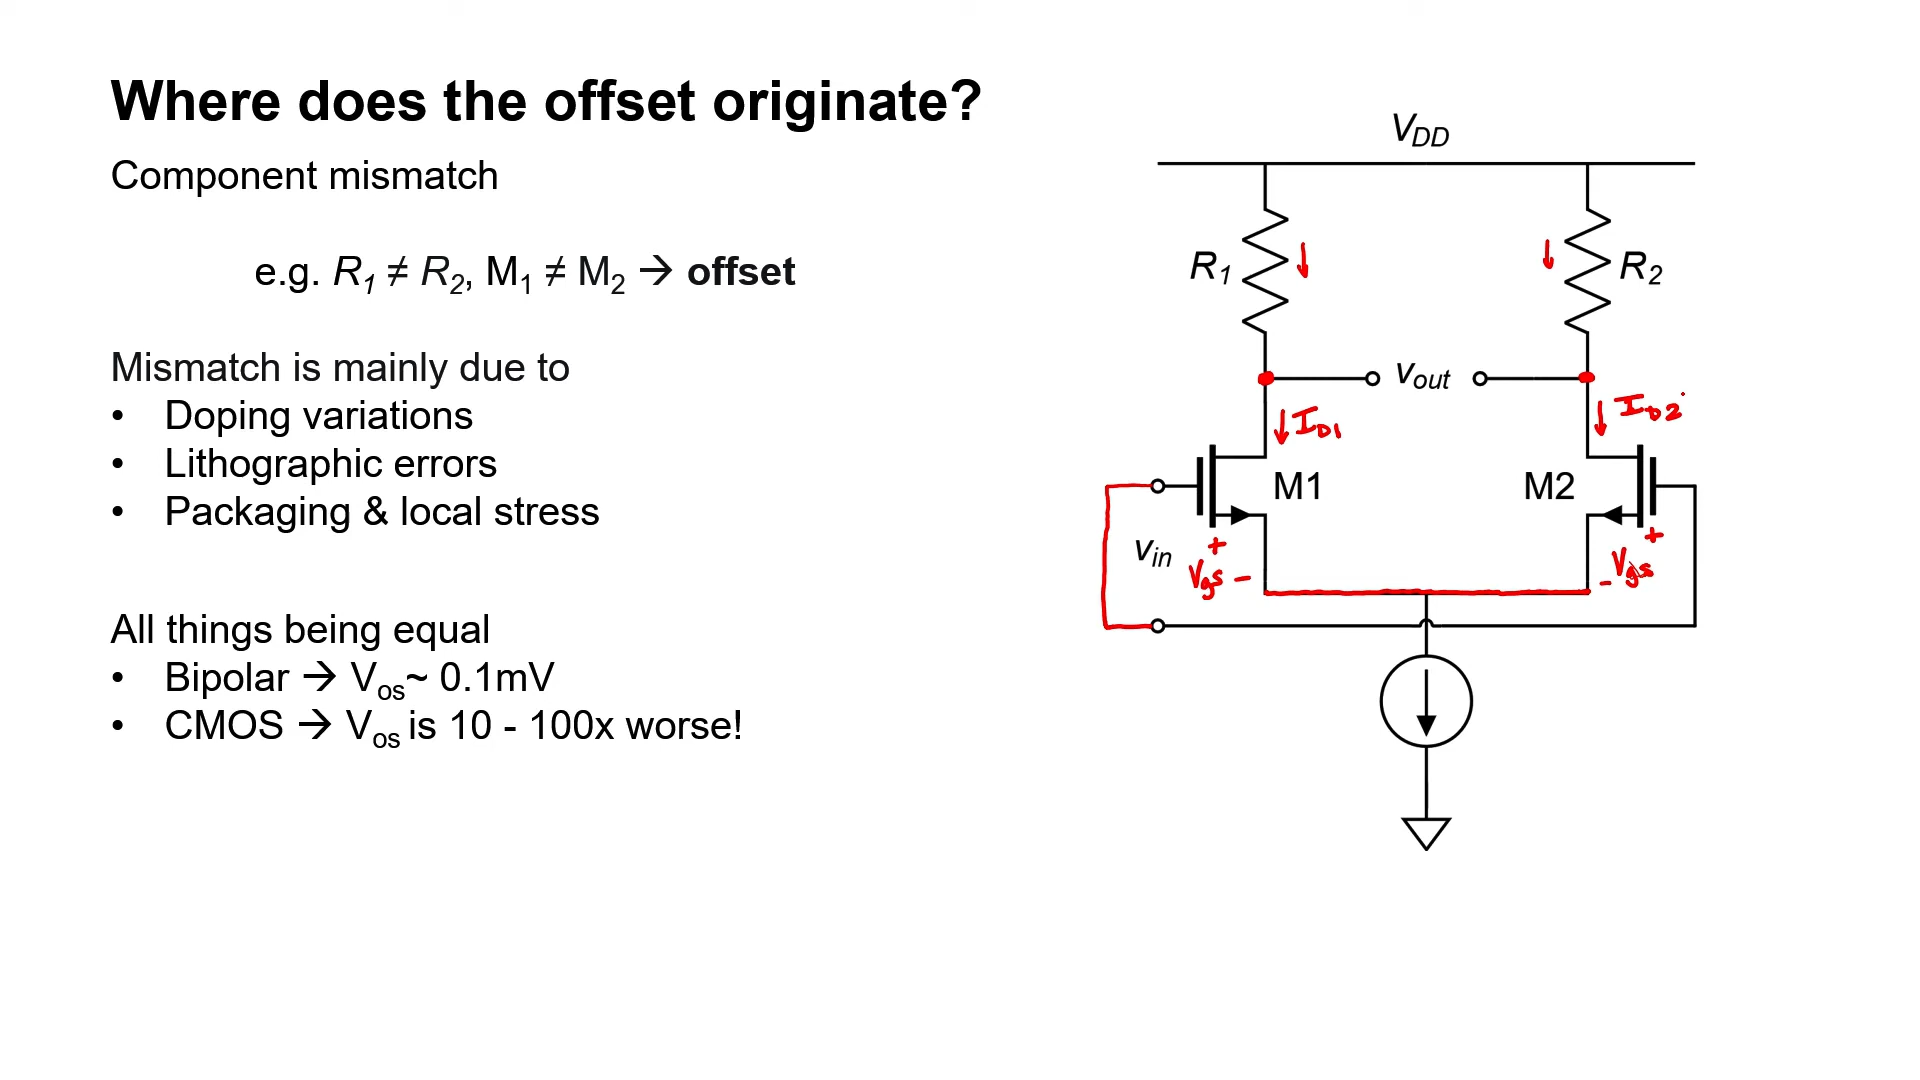 Where does the offset originate?
Component mismatch
e.g. R1 ≠ R2, M1 ≠ M2 → offset
Mismatch is mainly due to
• Doping variations
• Lithographic errors
• Packaging & local stress
All things being equal
• Bipolar → Vos~ 0.1mV
• CMOS → Vos is 10 - 100x worse!
VDD
R1
R2
vout
ID1
ID2
M1
M2
vin
+
Vgs -
+
- Vgs